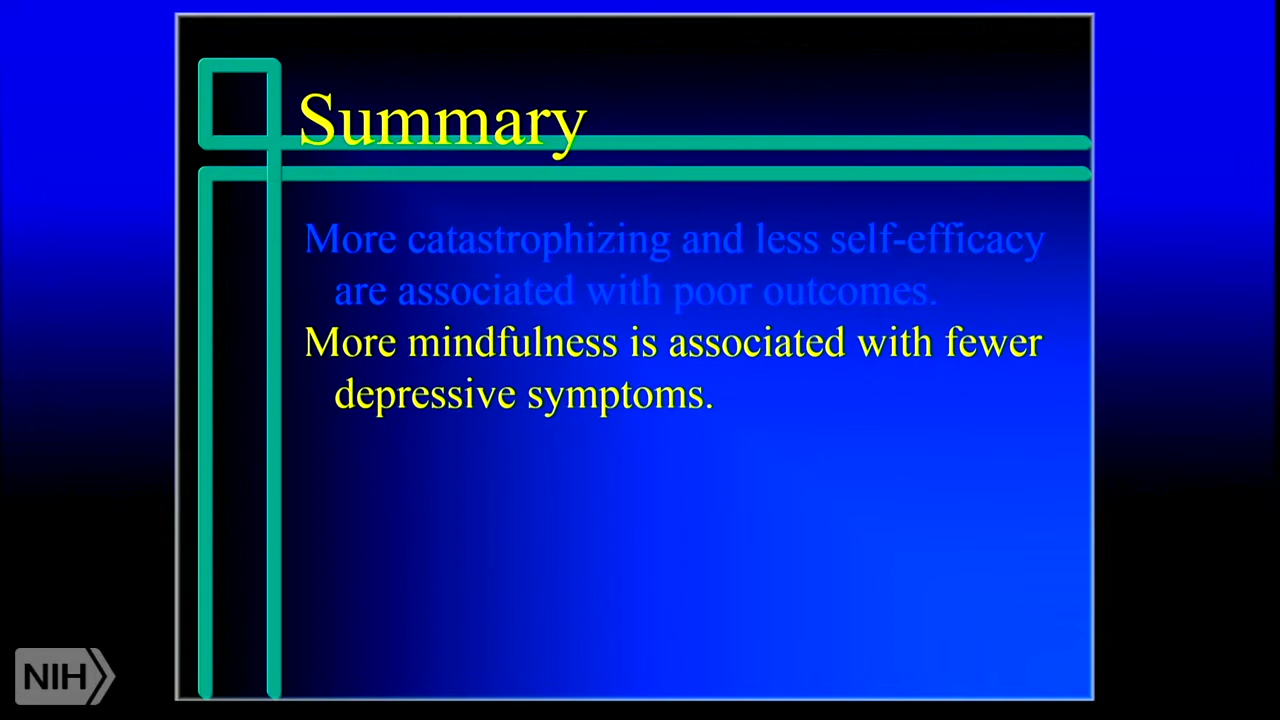 Summary
More catastrophizing and less self-efficacy
are associated with poor outcomes.
More mindfulness is associated with fewer
depressive symptoms.
NIH